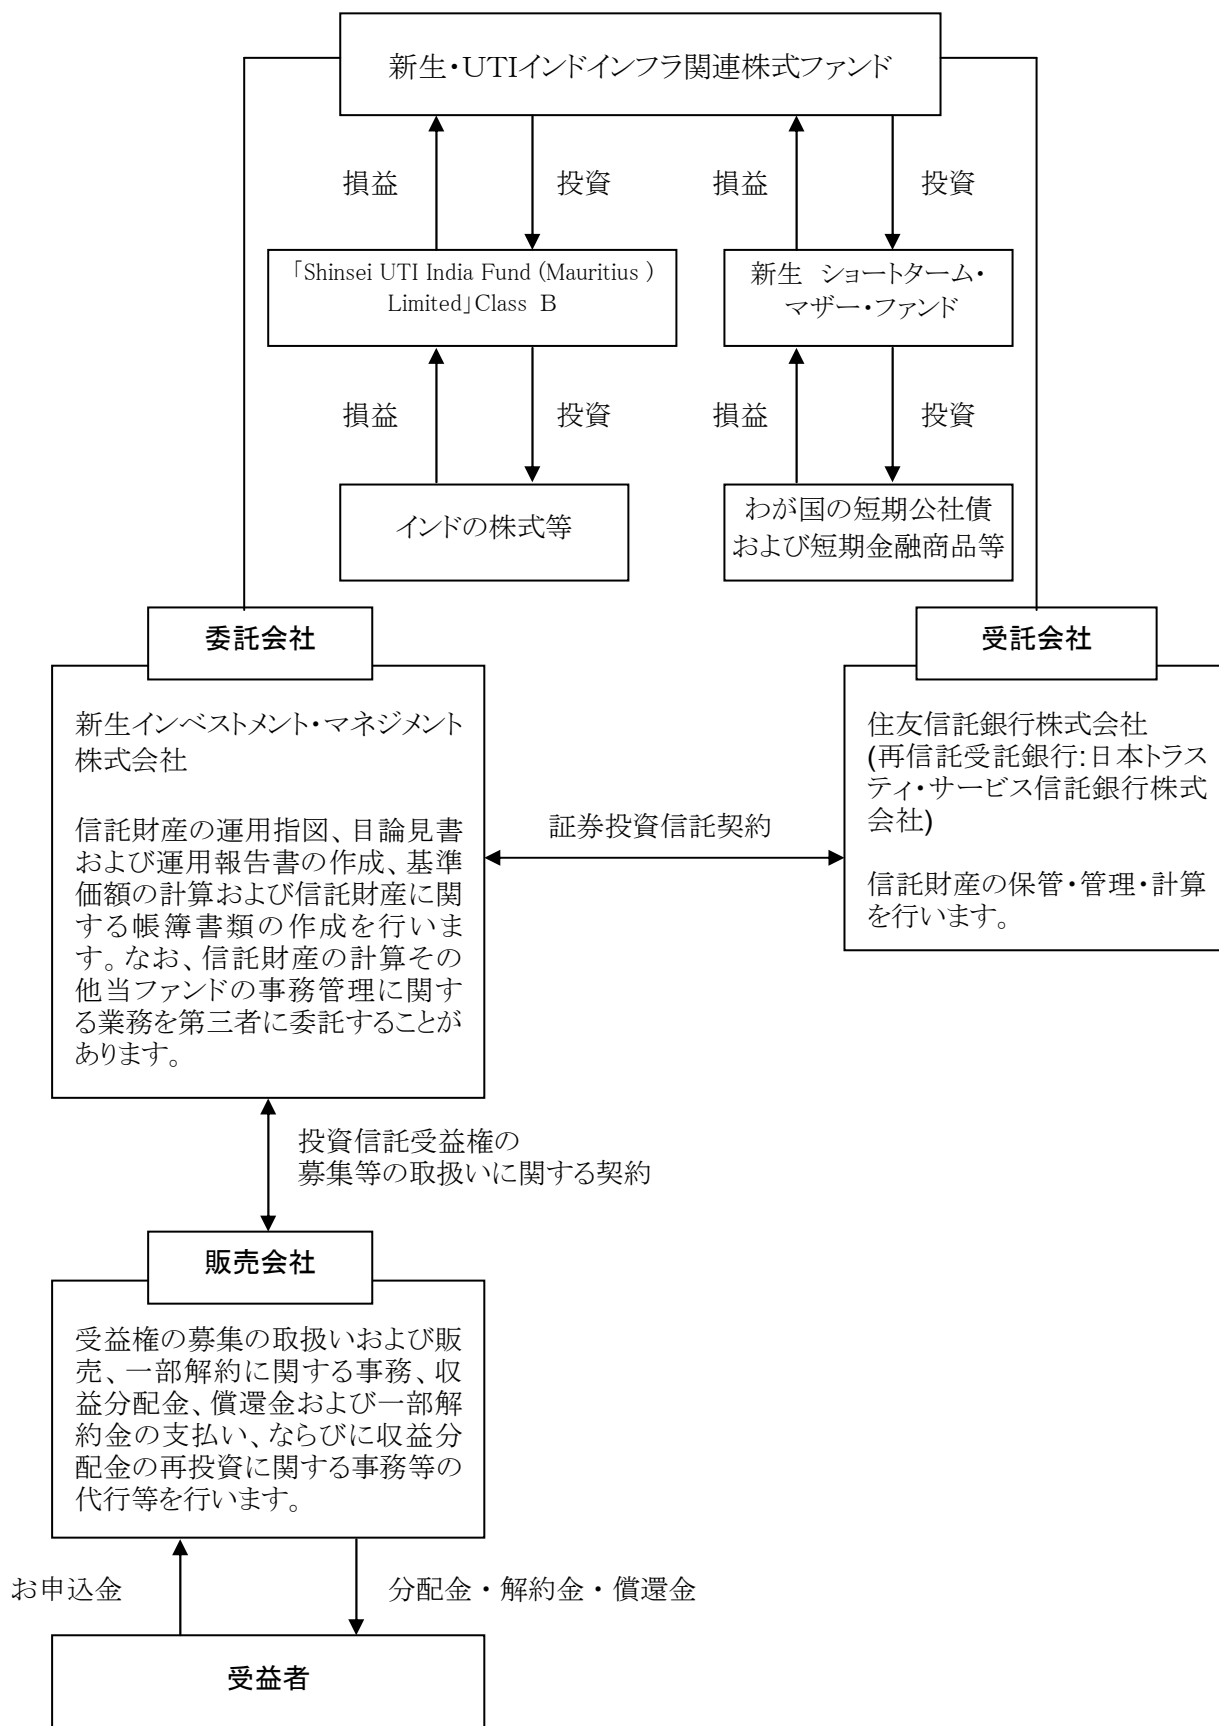 新生・UTIインドインフラ関連株式ファンド
損益
投資
損益
投資
「Shinsei UTI India Fund (Mauritius )
Limited」Class B
新生 ショートターム・
マザー・ファンド
損益
投資
損益
投資
インドの株式等
わが国の短期公社債
および短期金融商品等
委託会社
新生インベストメント・マネジメント
株式会社
信託財産の運用指図、目論見書
および運用報告書の作成、基準
価額の計算および信託財産に関
する帳簿書類の作成を行いま
す。なお、信託財産の計算その
他当ファンドの事務管理に関す
る業務を第三者に委託することが
あります。
証券投資信託契約
受託会社
住友信託銀行株式会社
(再信託受託銀行:日本トラス
ティ・サービス信託銀行株式
会社)
信託財産の保管・管理・計算
を行います。
投資信託受益権の
募集等の取扱いに関する契約
販売会社
受益権の募集の取扱いおよび販
売、一部解約に関する事務、収
益分配金、償還金および一部解
約金の支払い、ならびに収益分
配金の再投資に関する事務等の
代行等を行います。
お申込金
分配金・解約金・償還金
受益者